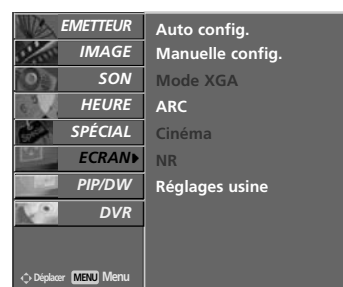 EMETTEUR
IMAGE
SON
HEURE
SPÉCIAL
ECRAN
PIP/DW
DVR
Déplacer MENU Menu
Auto config.
Manuelle config.
Mode XGA
ARC
Cinéma
NR
Réglages usine